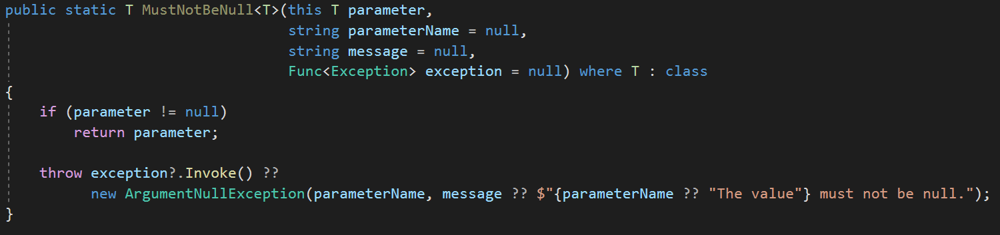 public static T MustNotBeNull<T>(this T parameter,
                                 string parameterName = null,
                                 string message = null,
                                 Func<Exception> exception = null) where T : class
{
    if (parameter != null)
        return parameter;

    throw exception?.Invoke() ??
          new ArgumentNullException(parameterName, message ?? $"{parameterName ?? "The value"} must not be null.");
}